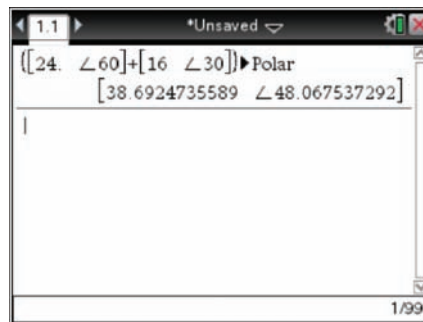 1.1 *Unsaved
([24. ∠60]+[16 ∠30])▶Polar
[38.6924735589 ∠48.067537292]
1/99